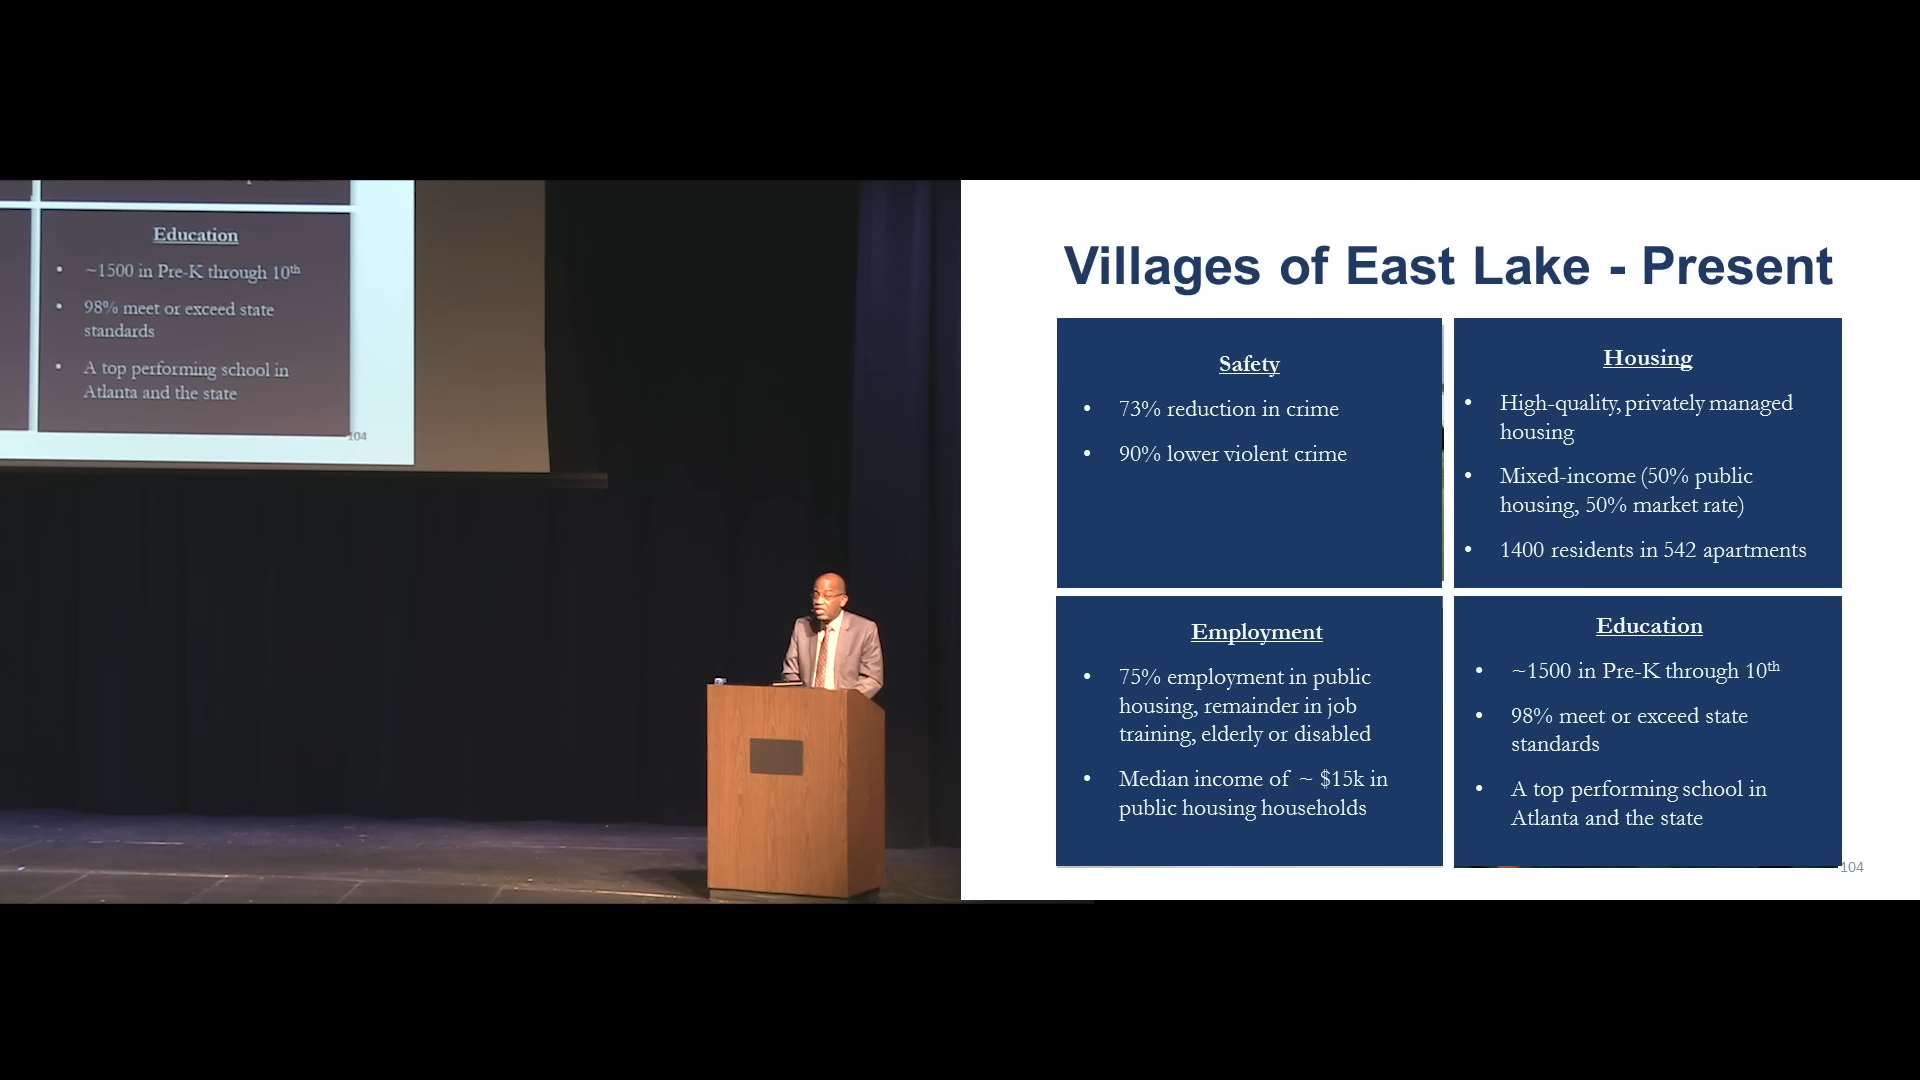 Education
• ~1500 in Pre-K through 10th
• 98% meet or exceed state
standards
• A top performing school in
Atlanta and the state
104
Villages of East Lake - Present
Safety
• 73% reduction in crime
• 90% lower violent crime
Housing
• High-quality, privately managed
housing
• Mixed-income (50% public
housing, 50% market rate)
• 1400 residents in 542 apartments
Employment
• 75% employment in public
housing, remainder in job
training, elderly or disabled
• Median income of ~ $15k in
public housing households
Education
• ~1500 in Pre-K through 10th
• 98% meet or exceed state
standards
• A top performing school in
Atlanta and the state
104